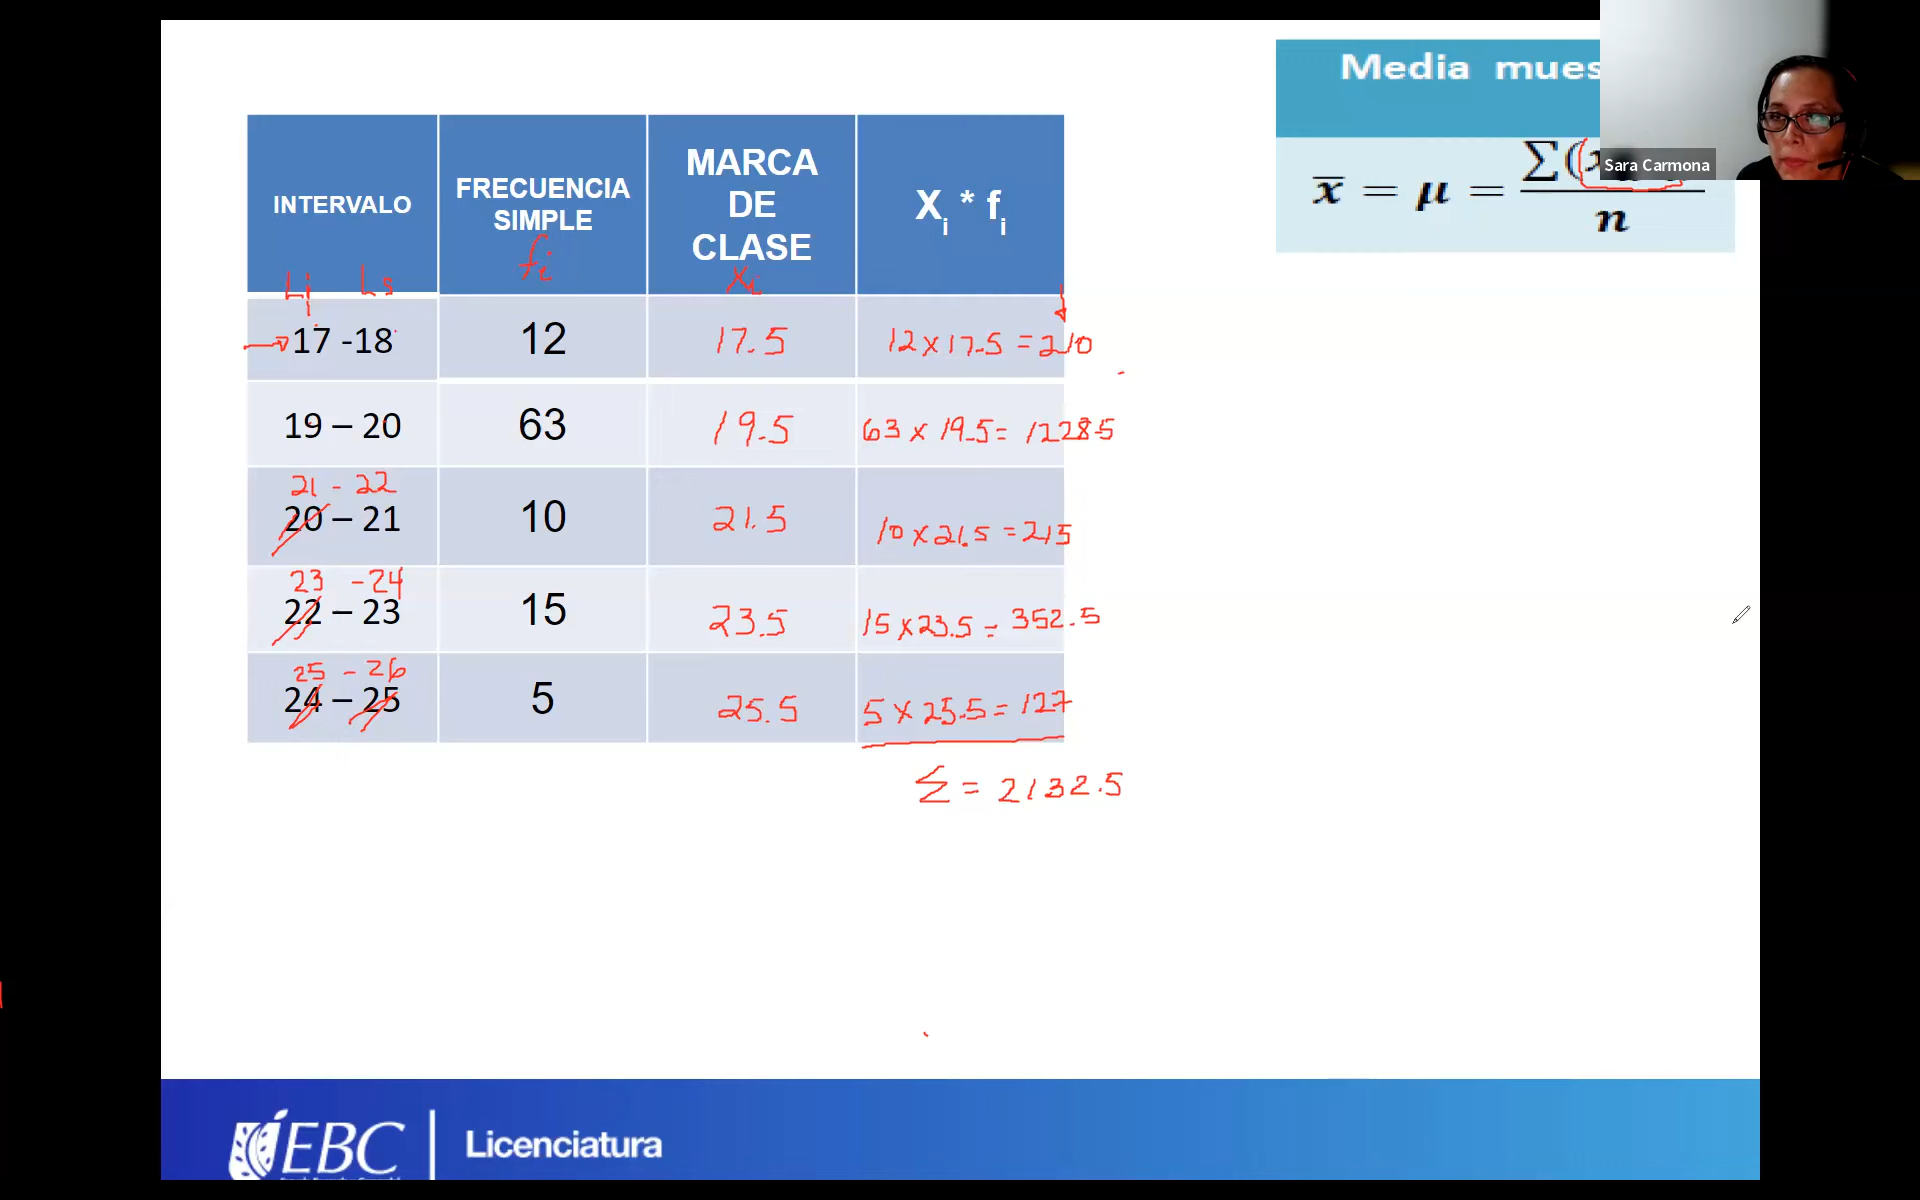 Media mues
Sara Carmona
x̄ = μ = Σ(x
n
INTERVALO
FRECUENCIA SIMPLE
fi
MARCA DE CLASE
xi
Xi * fi
Li Ls
17 -18 12 17.5 12 x 17.5 = 210
19 – 20 63 19.5 63 x 19.5 = 1228.5
21 - 22
20 – 21 10 21.5 10 x 21.5 = 215
23 - 24
22 – 23 15 23.5 15 x 23.5 = 352.5
25 - 26
24 – 25 5 25.5 5 x 25.5 = 127
Σ = 2132.5
EBC
Licenciatura